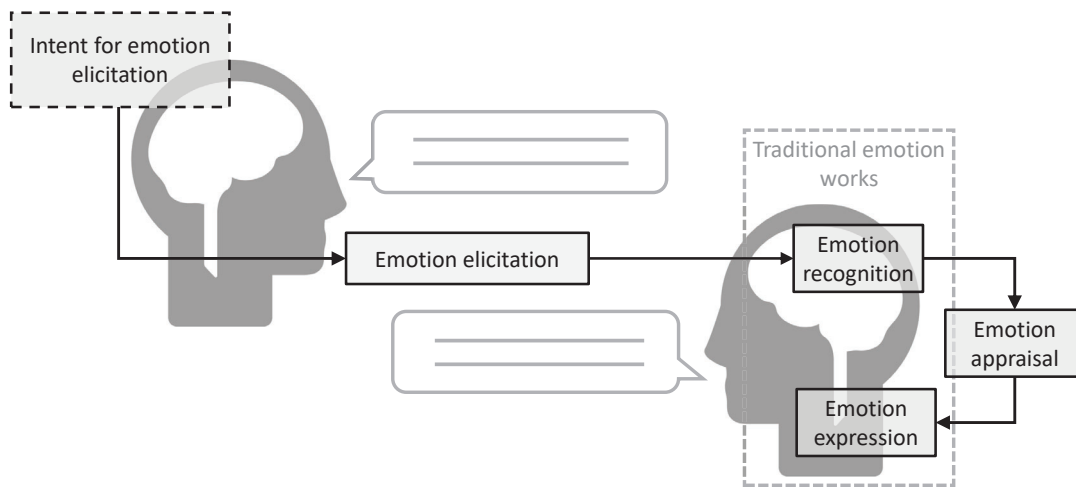 Intent for emotion
elicitation
Traditional emotion
works
Emotion elicitation
Emotion
recognition
Emotion
appraisal
Emotion
expression